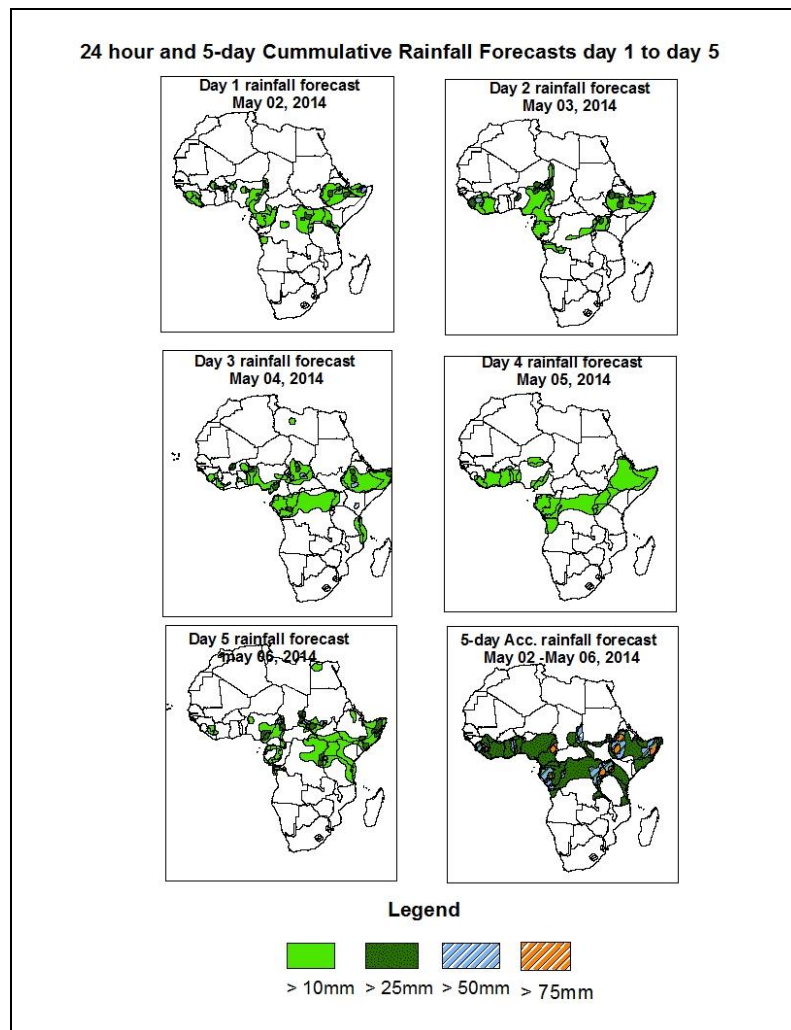 24 hour and 5-day Cummulative Rainfall Forecasts day 1 to day 5
Day 1 rainfall forecast
May 02, 2014
Day 2 rainfall forecast
May 03, 2014
Day 3 rainfall forecast
May 04, 2014
Day 4 rainfall forecast
May 05, 2014
Day 5 rainfall forecast
may 06, 2014
5-day Acc. rainfall forecast
May 02 -May 06, 2014
Legend
> 10mm
> 25mm
> 50mm
> 75mm